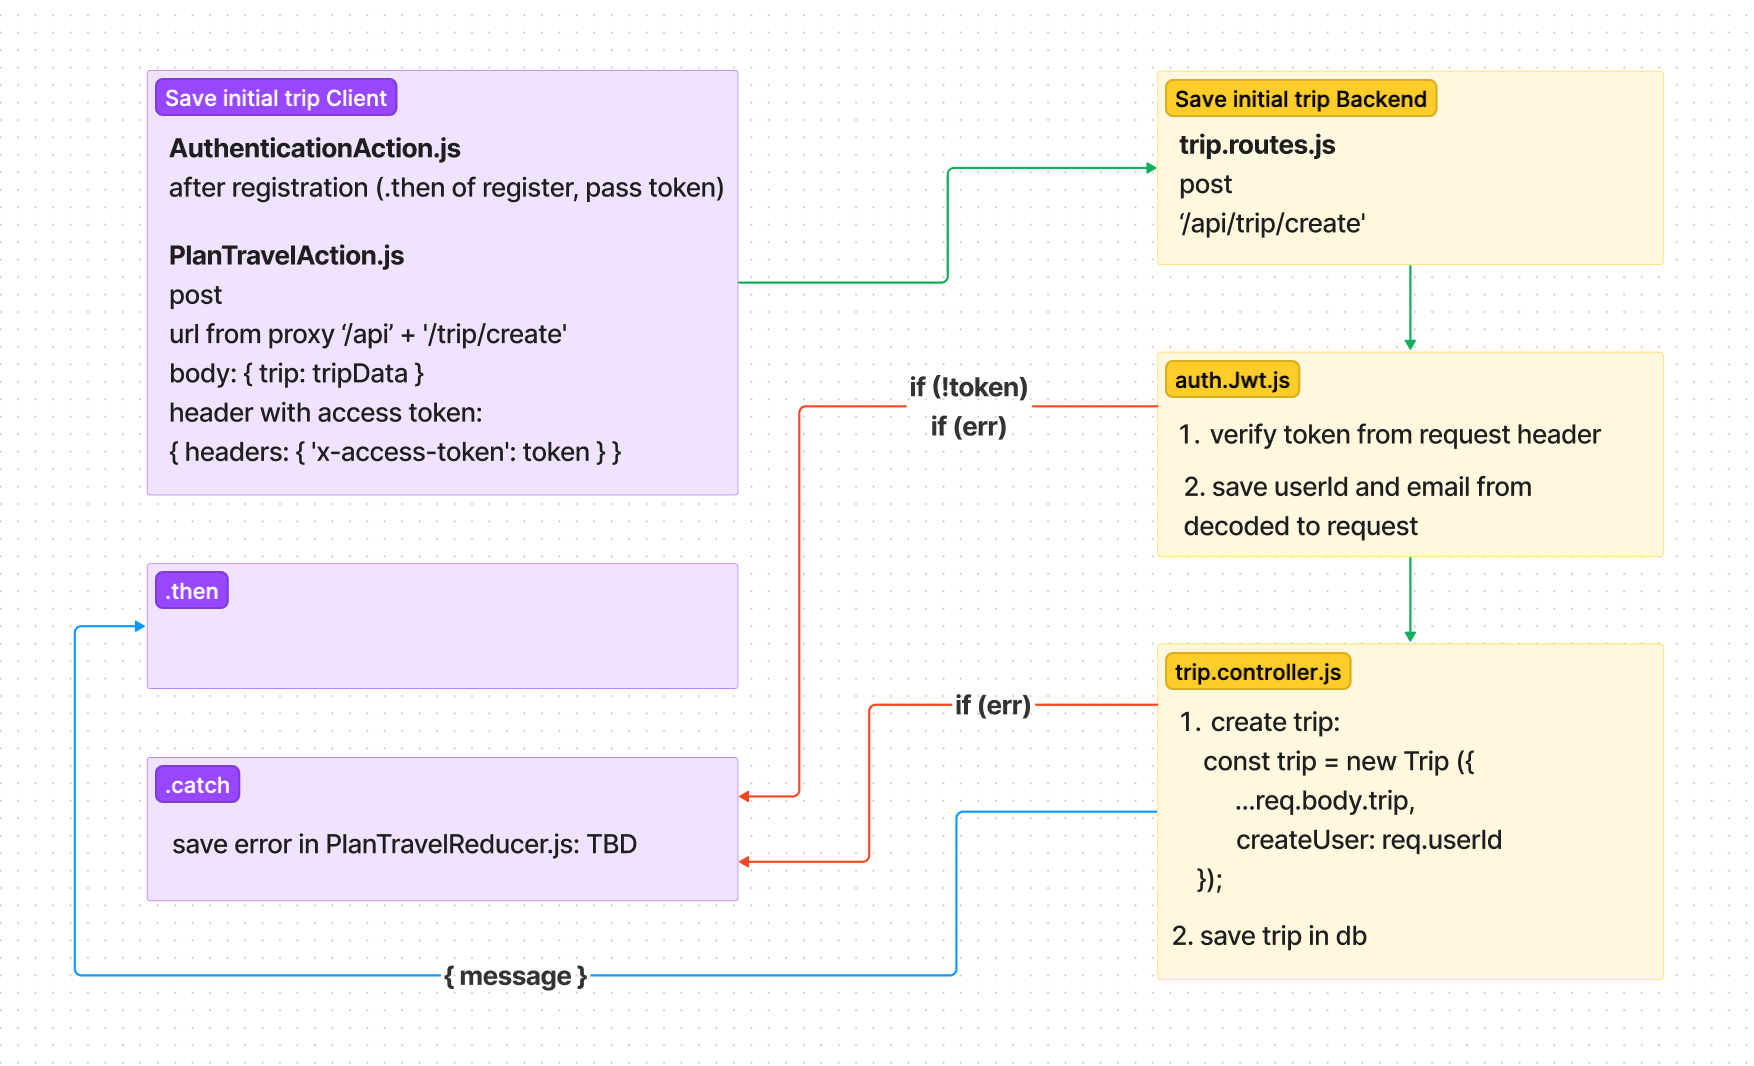 Save initial trip Client
AuthenticationAction.js
after registration (.then of register, pass token)
PlanTravelAction.js
post
url from proxy ‘/api’ + '/trip/create'
body: { trip: tripData }
header with access token:
{ headers: { 'x-access-token': token } }
.then
.catch
save error in PlanTravelReducer.js: TBD
if (!token)
if (err)
if (err)
{ message }
Save initial trip Backend
trip.routes.js
post
‘/api/trip/create'
auth.Jwt.js
1. verify token from request header
2. save userId and email from
decoded to request
trip.controller.js
1. create trip:
const trip = new Trip ({
...req.body.trip,
createUser: req.userId
});
2. save trip in db